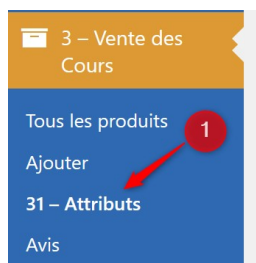 3 – Vente des
Cours
Tous les produits
1
Ajouter
31 – Attributs
Avis